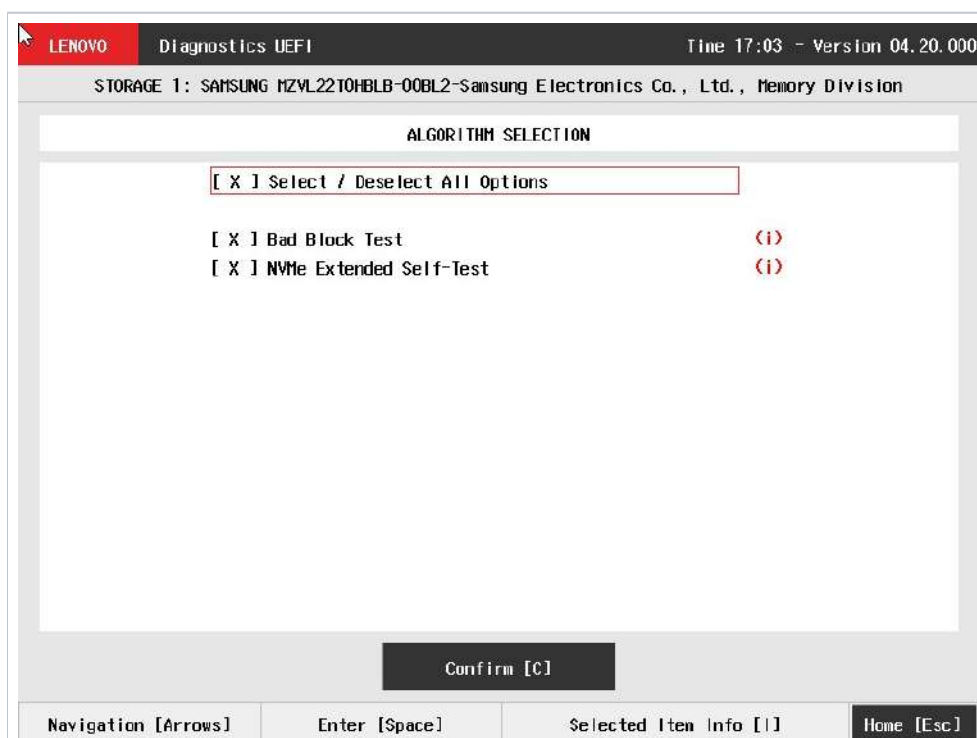 LENOVO Diagnostics UEFI Time 17:03 - Version 04.20.000
STORAGE 1: SAMSUNG MZVL22T0HBLB-00BL2-Samsung Electronics Co., Ltd., Memory Division
ALGORITHM SELECTION
[ X ] Select / Deselect All Options
[ X ] Bad Block Test (i)
[ X ] NVMe Extended Self-Test (i)
Confirm [C]
Navigation [Arrows] Enter [Space] Selected Item Info [I] Home [Esc]